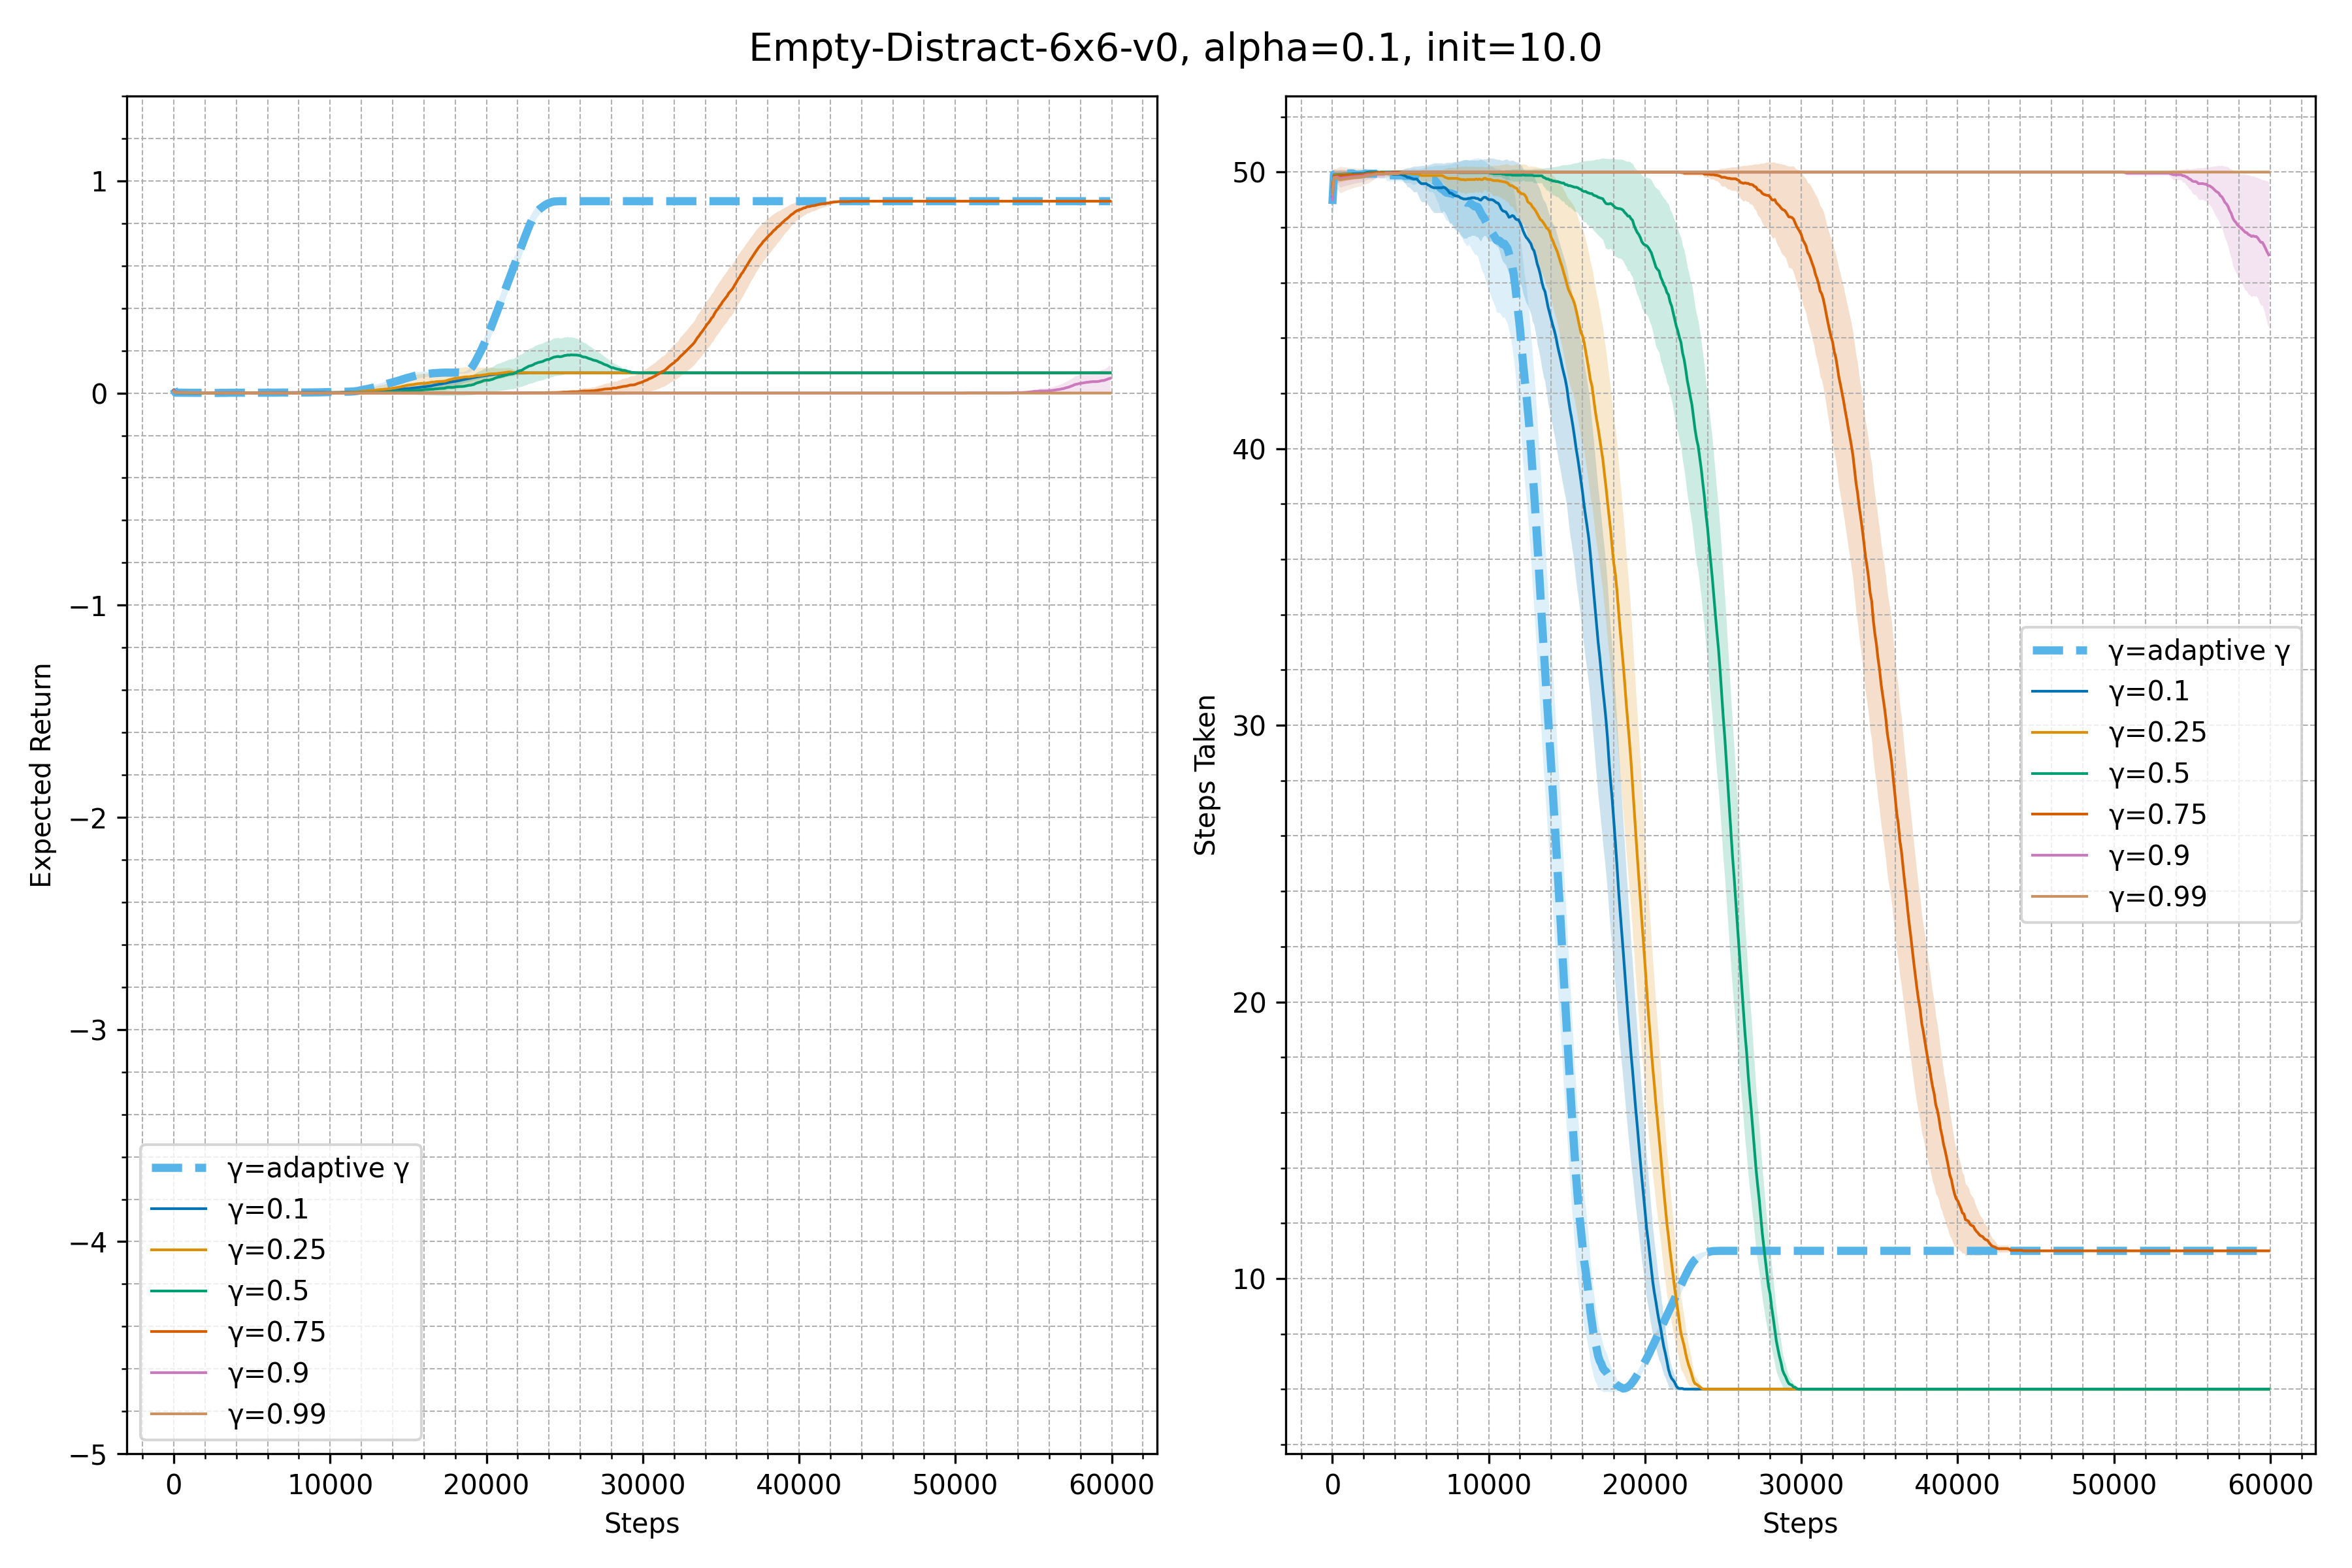 Empty-Distract-6x6-v0, alpha=0.1, init=10.0
Expected Return
1
0
−1
−2
−3
−4
−5
γ=adaptive γ
γ=0.1
γ=0.25
γ=0.5
γ=0.75
γ=0.9
γ=0.99
0 10000 20000 30000 40000 50000 60000
Steps
Steps Taken
50
40
30
20
10
γ=adaptive γ
γ=0.1
γ=0.25
γ=0.5
γ=0.75
γ=0.9
γ=0.99
0 10000 20000 30000 40000 50000 60000
Steps